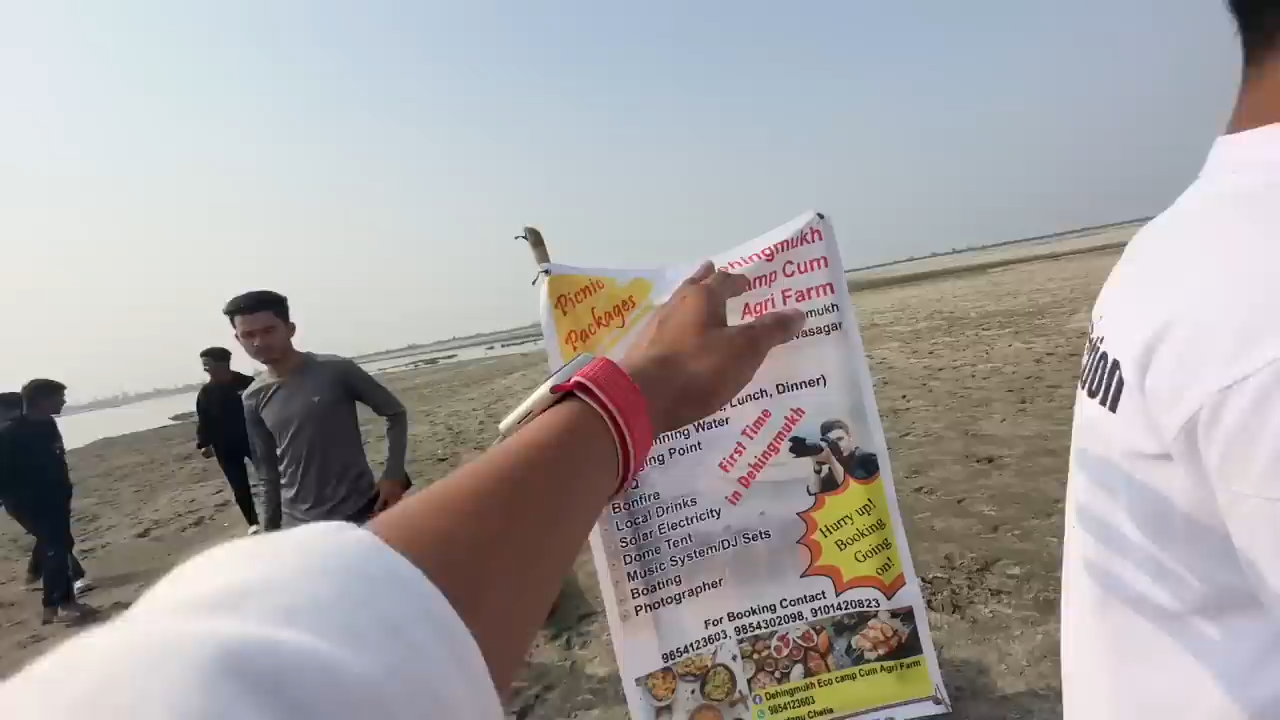 Picnic
Packages
hingmukh
amp Cum
Agri Farm
mukh
vasagar
Lunch, Dinner)
nning Water
ing Point
Q
Bonfire
Local Drinks
Solar Electricity
Dome Tent
Music System/DJ Sets
Boating
Photographer
First Time
in Dehingmukh
Hurry up!
Booking
Going
on!
For Booking Contact
9854123603, 9854302098, 9101420823
Dehingmukh Eco camp Cum Agri Farm
9854123603
Chetia
tion